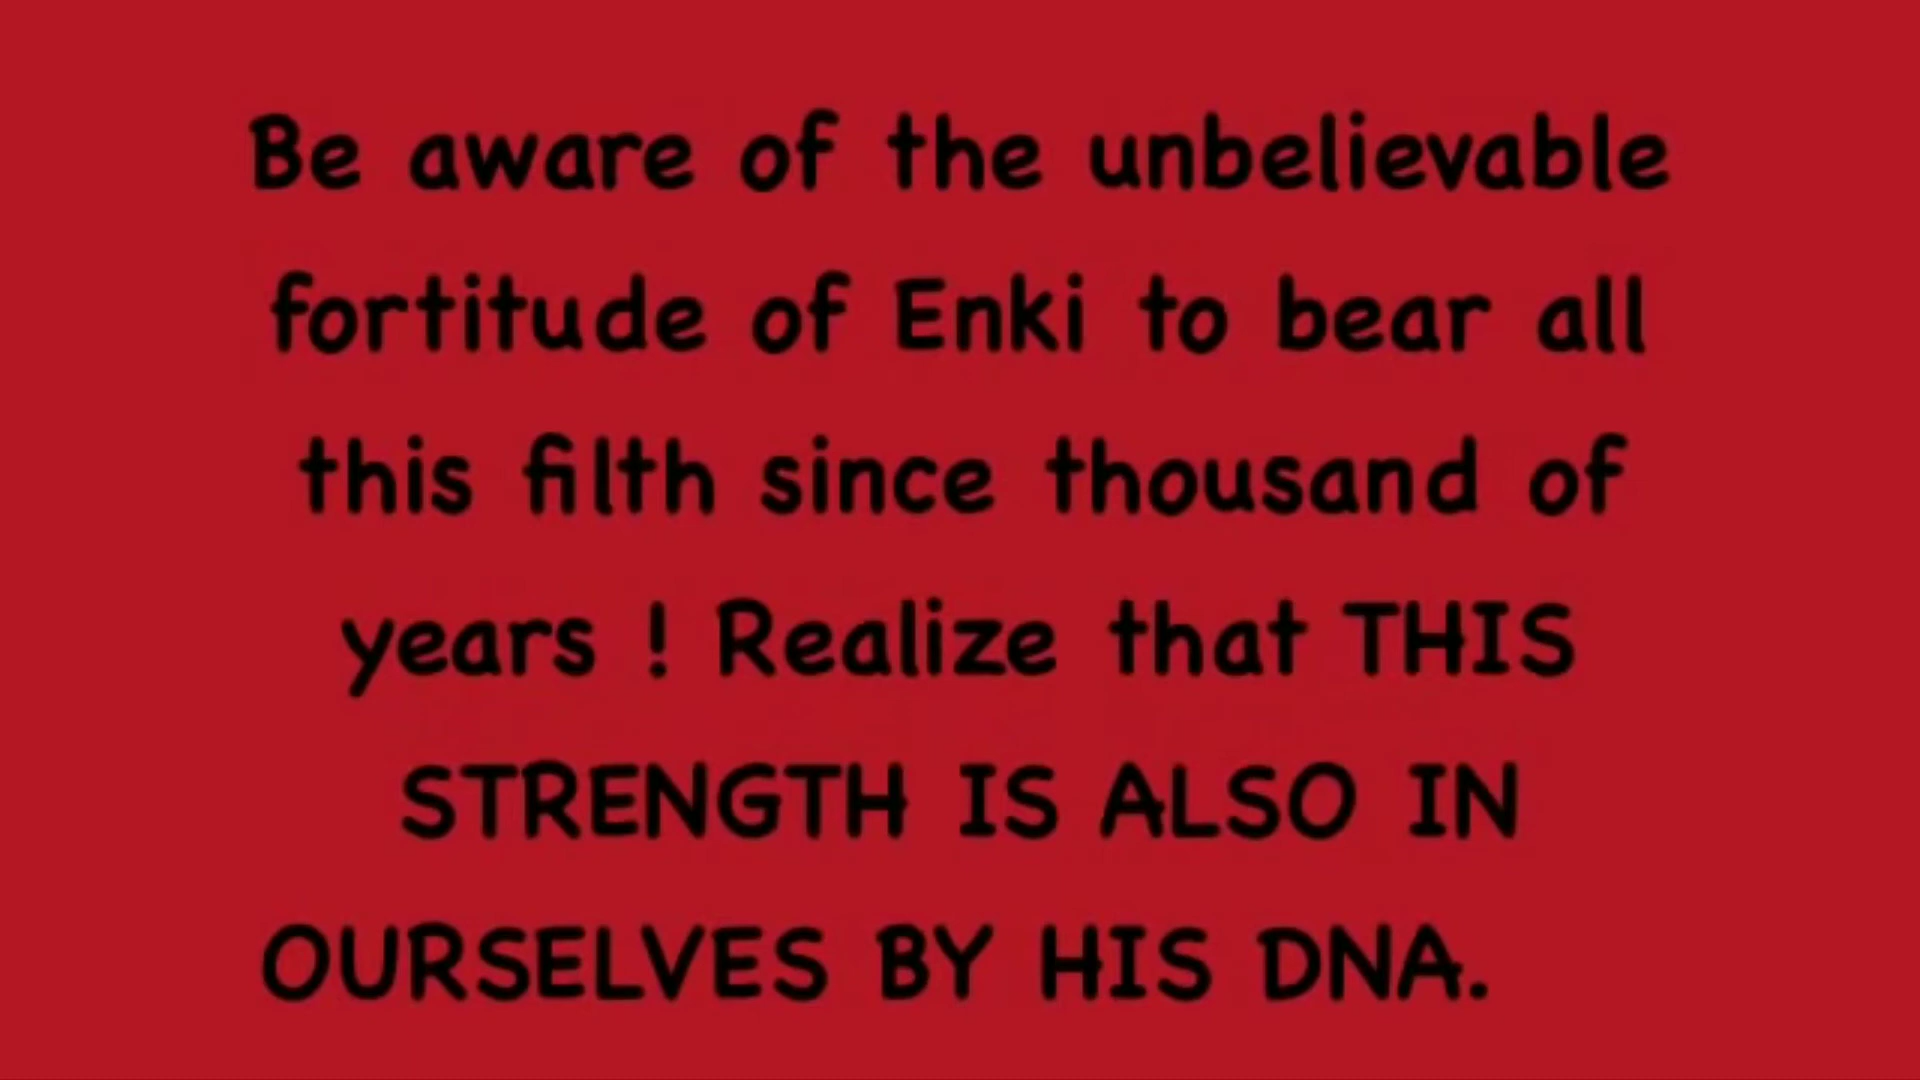 Be aware of the unbelievable
fortitude of Enki to bear all
this filth since thousand of
years ! Realize that THIS
STRENGTH IS ALSO IN
OURSELVES BY HIS DNA.